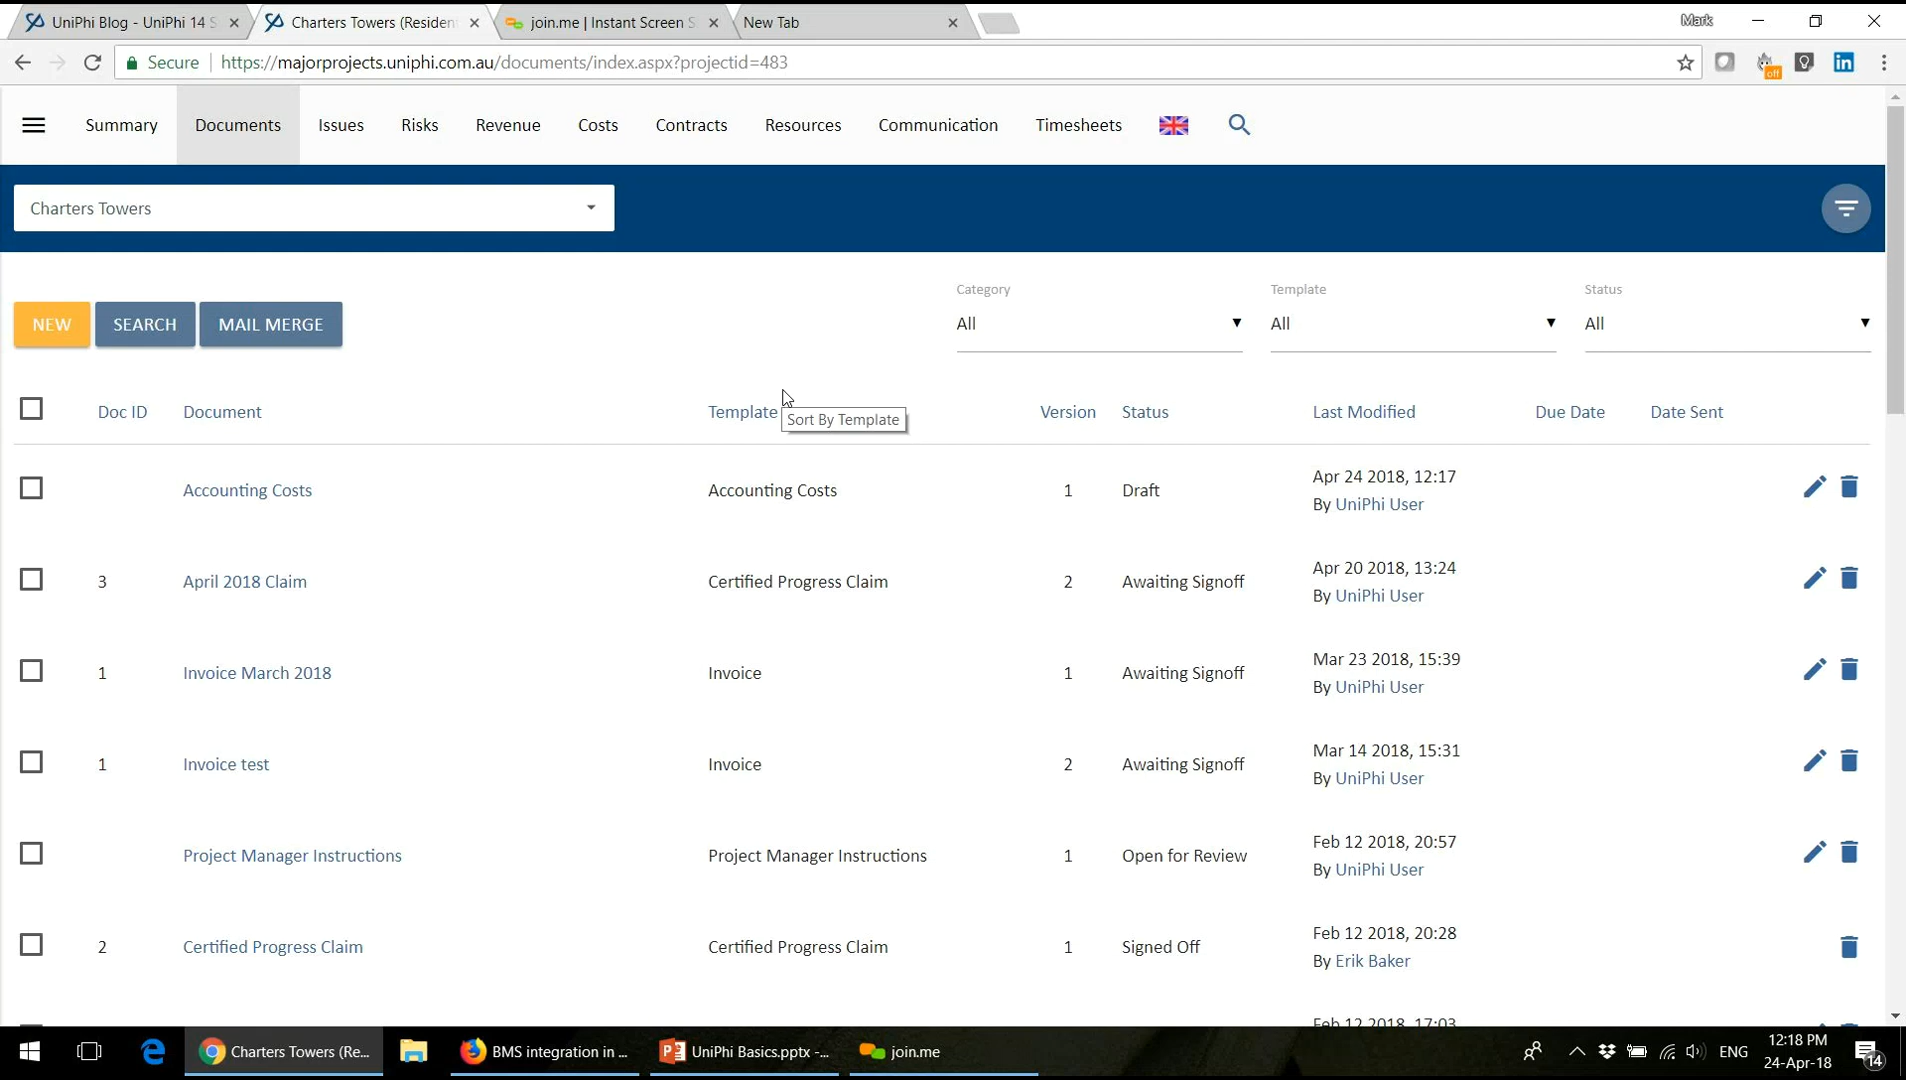 UniPhi Blog - UniPhi 14 S
Charters Towers (Residen
join.me | Instant Screen S
New Tab
Mark
Secure
https://majorprojects.uniphi.com.au/documents/index.aspx?projectid=483
off
Summary
Documents
Issues
Risks
Revenue
Costs
Contracts
Resources
Communication
Timesheets
Charters Towers
NEW
SEARCH
MAIL MERGE
Category
All
Template
All
Status
All
Doc ID
Document
Template
Version
Status
Last Modified
Due Date
Date Sent
Sort By Template
Accounting Costs
Accounting Costs
1
Draft
Apr 24 2018, 12:17
By UniPhi User
3
April 2018 Claim
Certified Progress Claim
2
Awaiting Signoff
Apr 20 2018, 13:24
By UniPhi User
1
Invoice March 2018
Invoice
1
Awaiting Signoff
Mar 23 2018, 15:39
By UniPhi User
1
Invoice test
Invoice
2
Awaiting Signoff
Mar 14 2018, 15:31
By UniPhi User
Project Manager Instructions
Project Manager Instructions
1
Open for Review
Feb 12 2018, 20:57
By UniPhi User
2
Certified Progress Claim
Certified Progress Claim
1
Signed Off
Feb 12 2018, 20:28
By Erik Baker
Feb 12 2018, 17:03
Charters Towers (Re...
BMS integration in ...
UniPhi Basics.pptx -...
join.me
ENG
12:18 PM
24-Apr-18
14